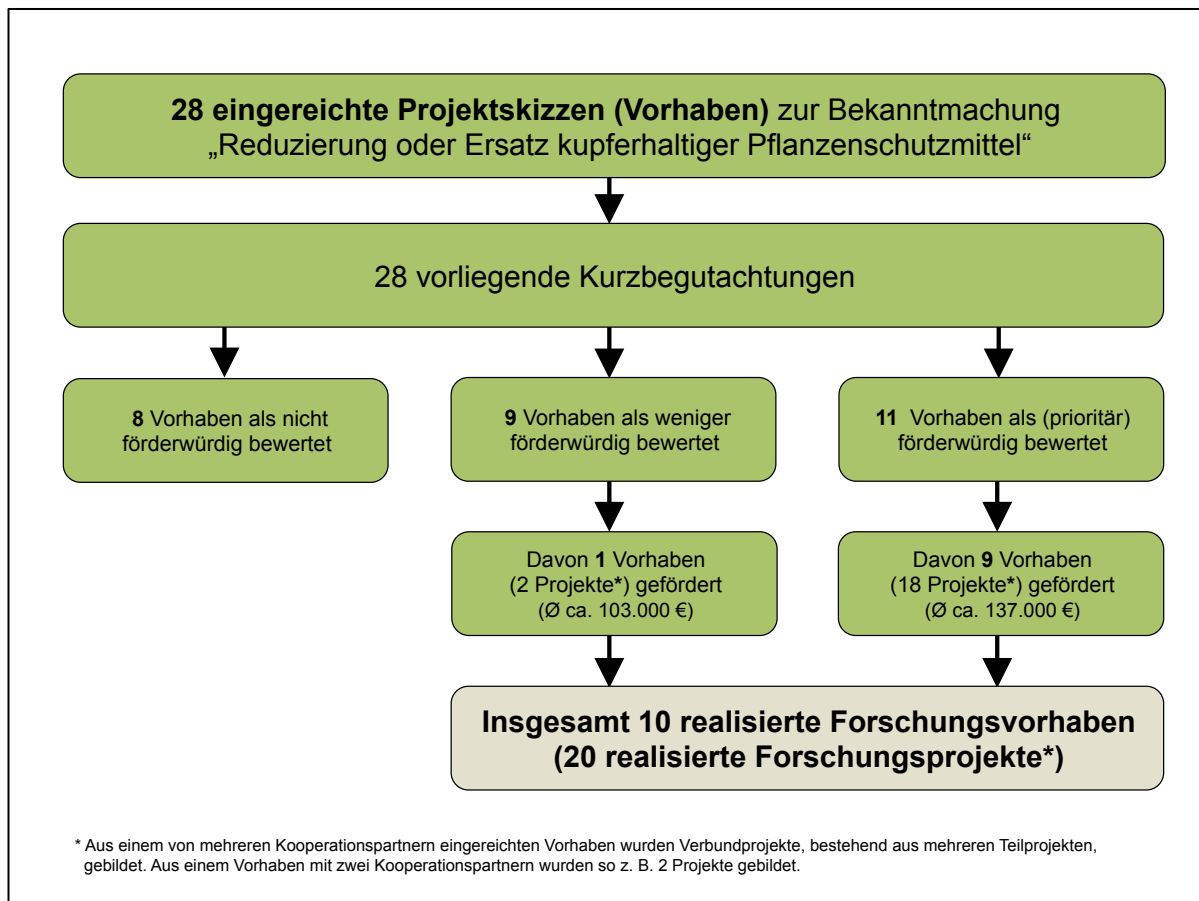 28 eingereichte Projektskizzen (Vorhaben) zur Bekanntmachung
„Reduzierung oder Ersatz kupferhaltiger Pflanzenschutzmittel“
28 vorliegende Kurzbegutachtungen
8 Vorhaben als nicht
förderwürdig bewertet
9 Vorhaben als weniger
förderwürdig bewertet
11 Vorhaben als (prioritär)
förderwürdig bewertet
Davon 1 Vorhaben
(2 Projekte*) gefördert
(Ø ca. 103.000 €)
Davon 9 Vorhaben
(18 Projekte*) gefördert
(Ø ca. 137.000 €)
Insgesamt 10 realisierte Forschungsvorhaben
(20 realisierte Forschungsprojekte*)
* Aus einem von mehreren Kooperationspartnern eingereichten Vorhaben wurden Verbundprojekte, bestehend aus mehreren Teilprojekten,
gebildet. Aus einem Vorhaben mit zwei Kooperationspartnern wurden so z. B. 2 Projekte gebildet.